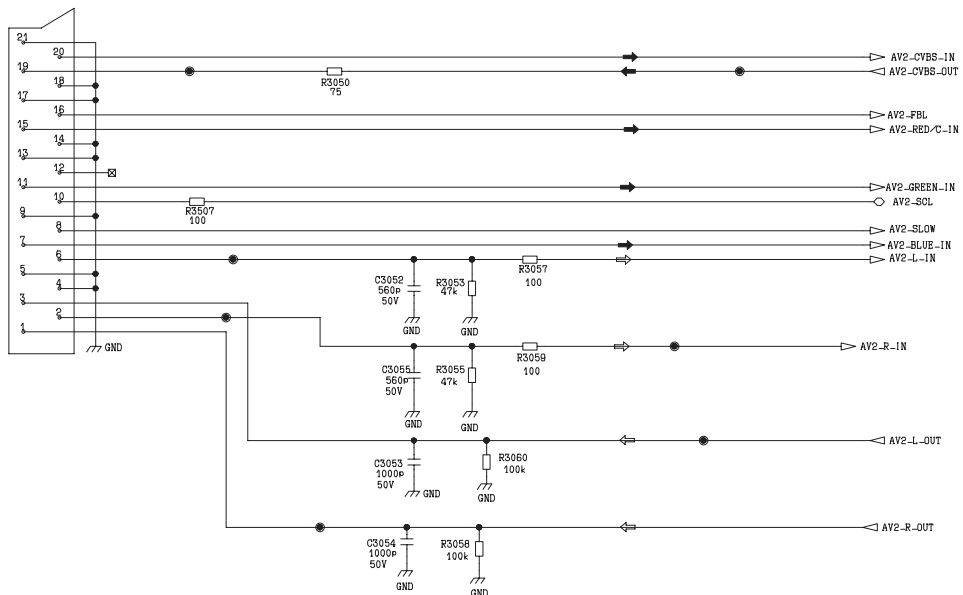 21
20 AV2-CVBS-IN
19 AV2-CVBS-OUT
R3050
75
18
17
16 AV2-FBL
15 AV2-RED/C-IN
14
13
12
11 AV2-GREEN-IN
10 AV2-SCL
R3507
100
9
8 AV2-SLOW
7 AV2-BLUE-IN
6 AV2-L-IN
5
4
3
2
1
GND
C3052
560p
50V
GND
R3053
47k
GND
R3057
100
AV2-R-IN
C3055
560p
50V
GND
R3055
47k
GND
R3059
100
AV2-L-OUT
C3053
1000p
50V
GND
R3060
100k
GND
AV2-R-OUT
C3054
1000p
50V
GND
R3058
100k
GND